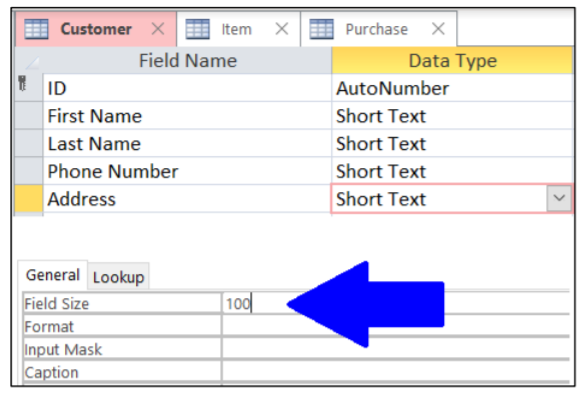 Customer × Item × Purchase ×
Field Name Data Type
ID AutoNumber
First Name Short Text
Last Name Short Text
Phone Number Short Text
Address Short Text
General Lookup
Field Size 100
Format
Input Mask
Caption